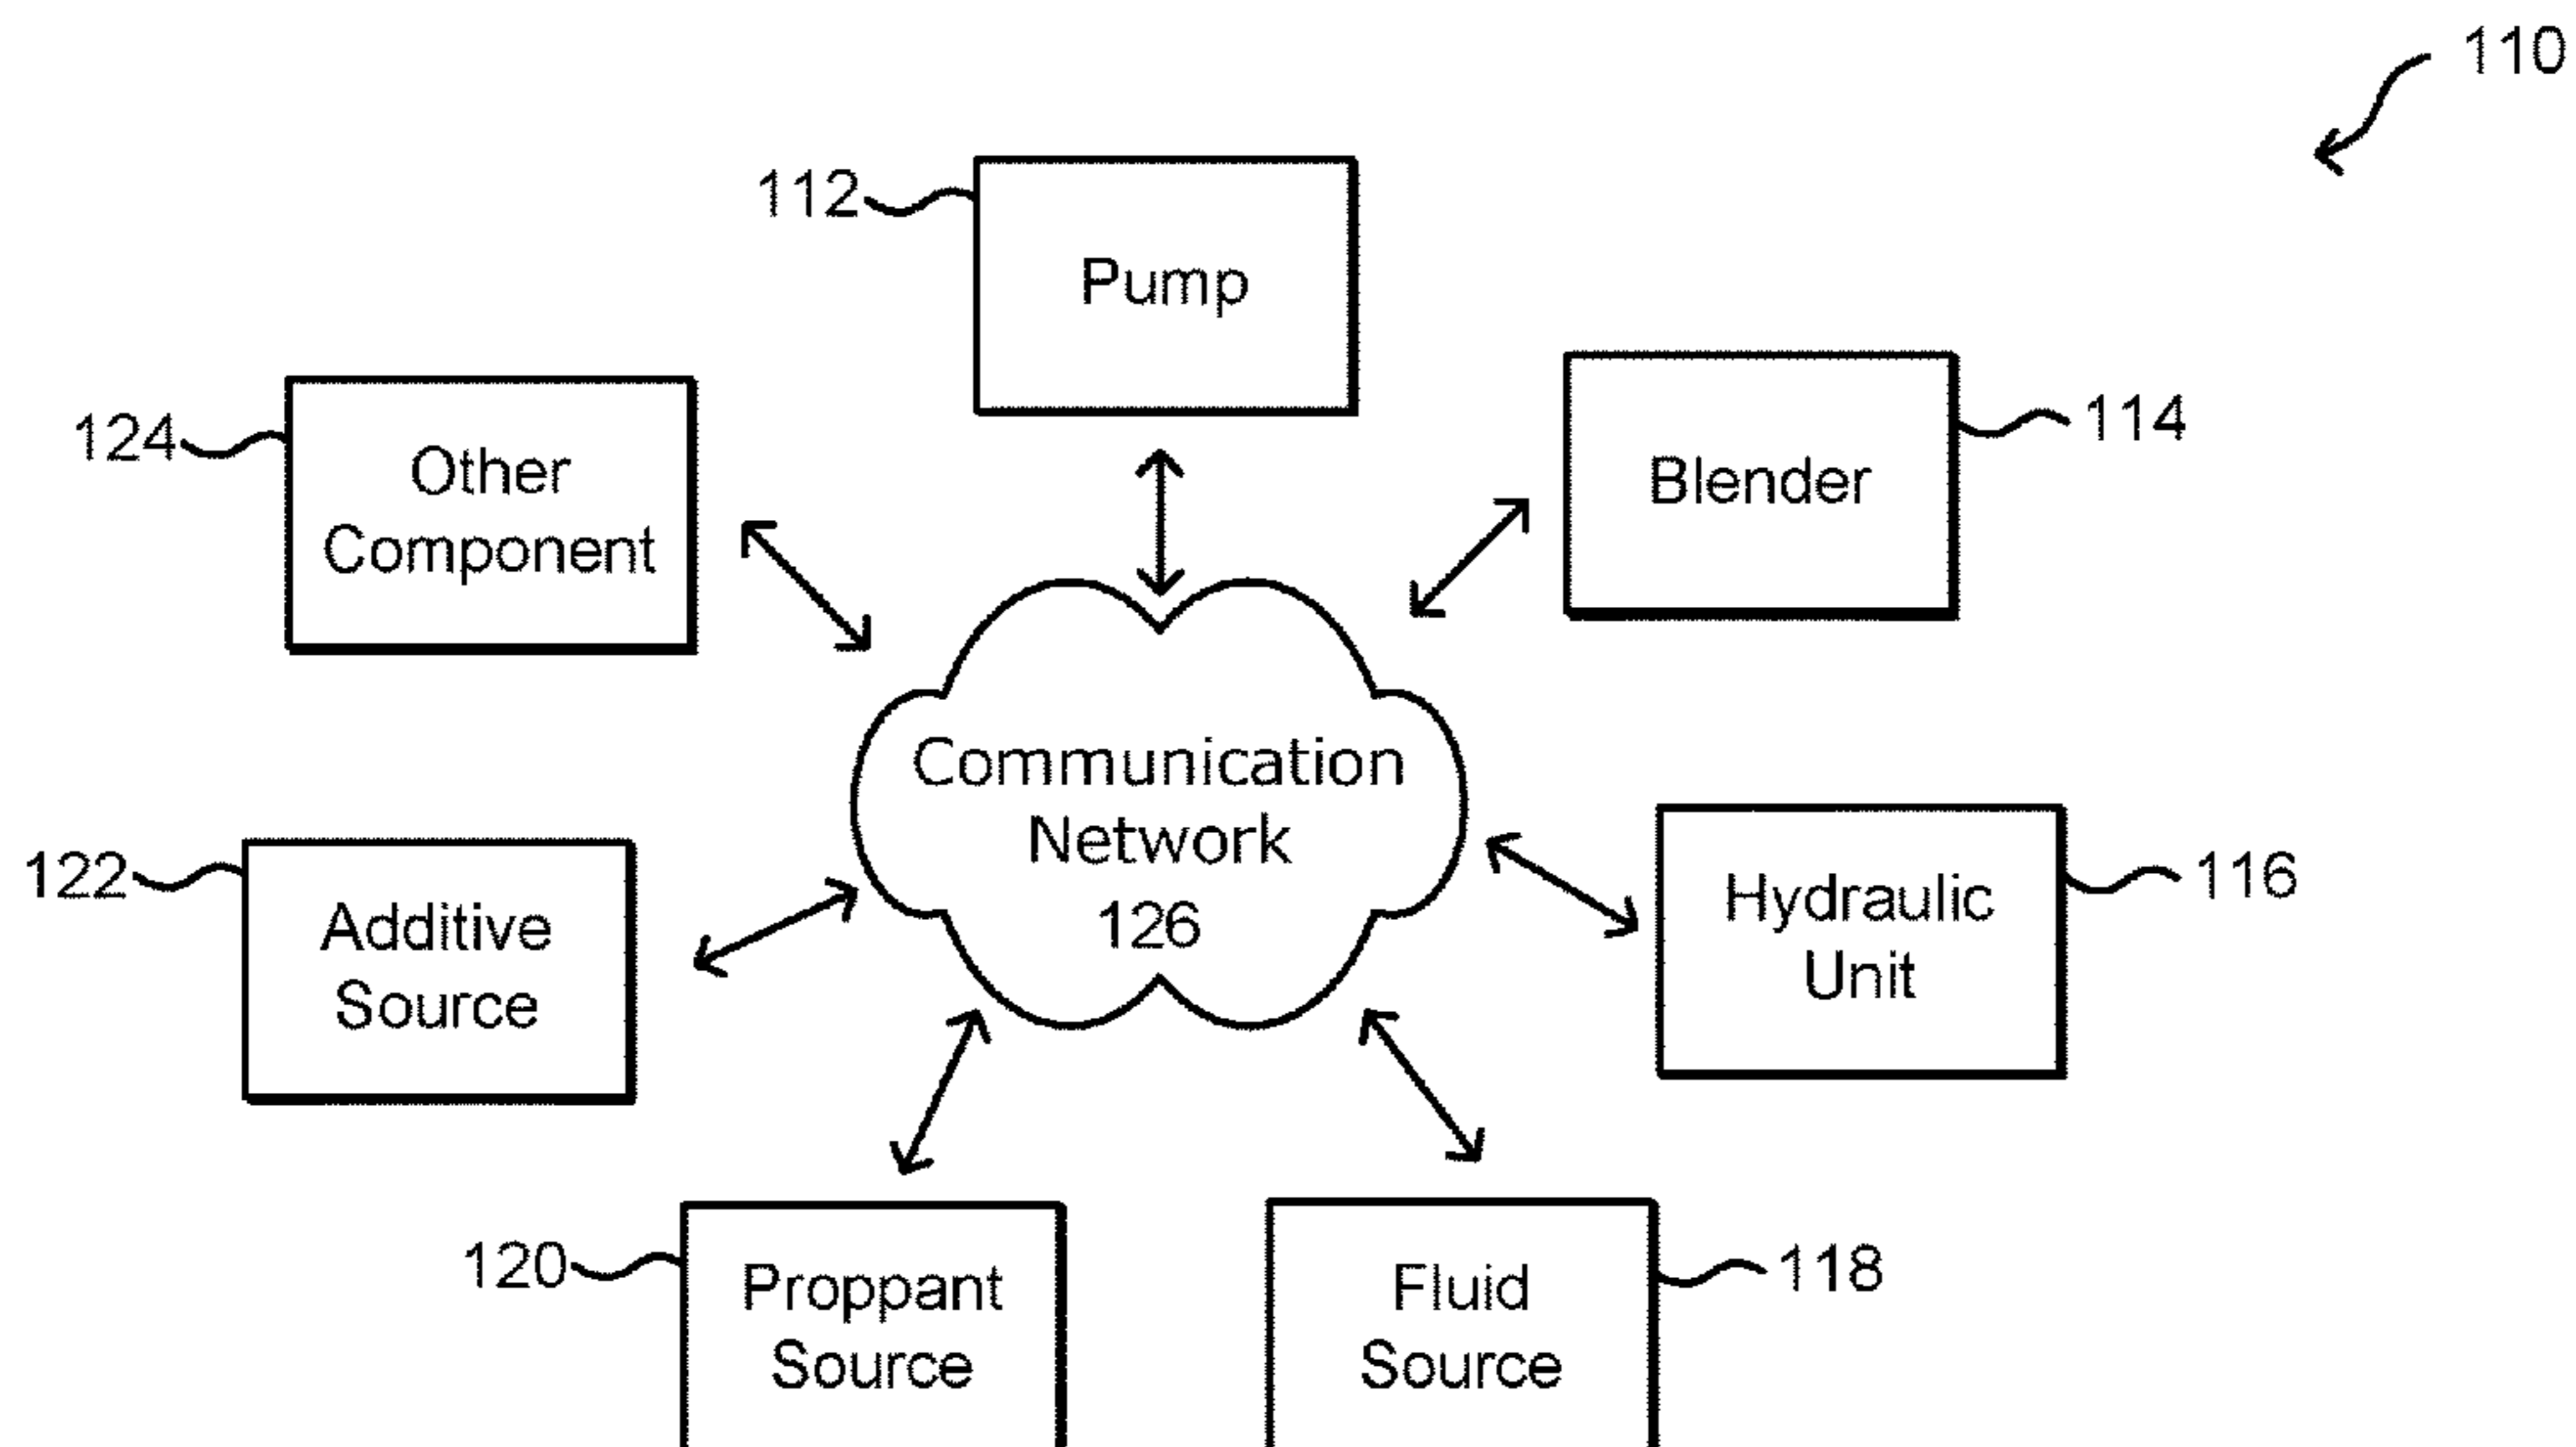 110
112
Pump
124
Other
Component
114
Blender
Communication
Network
126
122
Additive
Source
116
Hydraulic
Unit
120
Proppant
Source
118
Fluid
Source